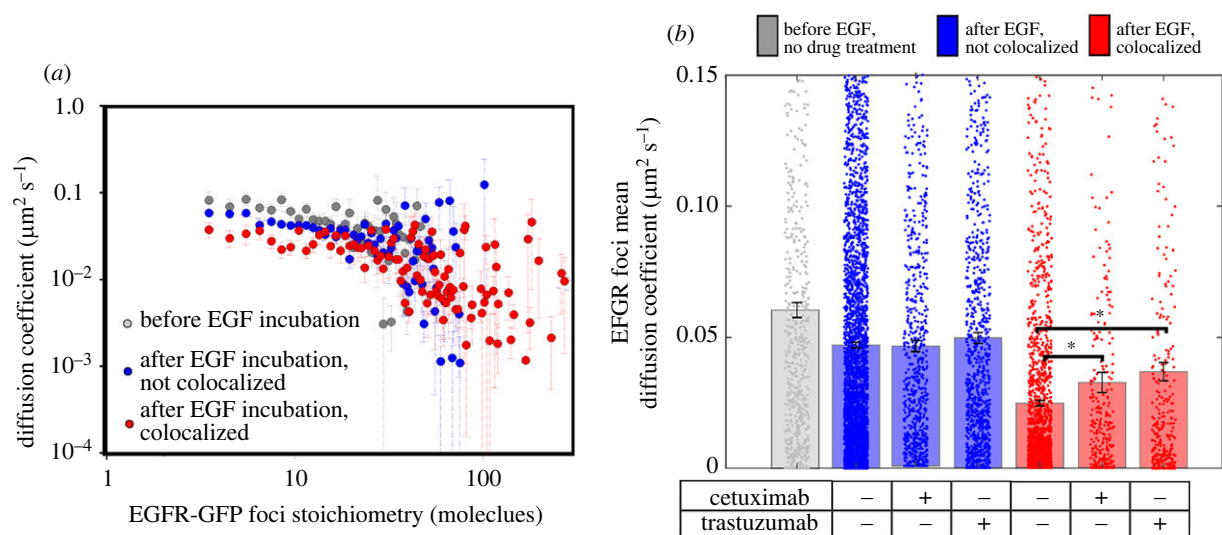 (a)
diffusion coefficient (μm² s⁻¹)
1.0
0.1
10⁻²
10⁻³
10⁻⁴
before EGF incubation
after EGF incubation,
not colocalized
after EGF incubation,
colocalized
1
10
100
EGFR-GFP foci stoichiometry (moleclues)
(b)
before EGF,
no drug treatment
after EGF,
not colocalized
after EGF,
colocalized
EFGR foci mean
diffusion coefficient (μm² s⁻¹)
0.15
0.10
0.05
0
*
*
cetuximab – + – – + –
trastuzumab – – + – – +